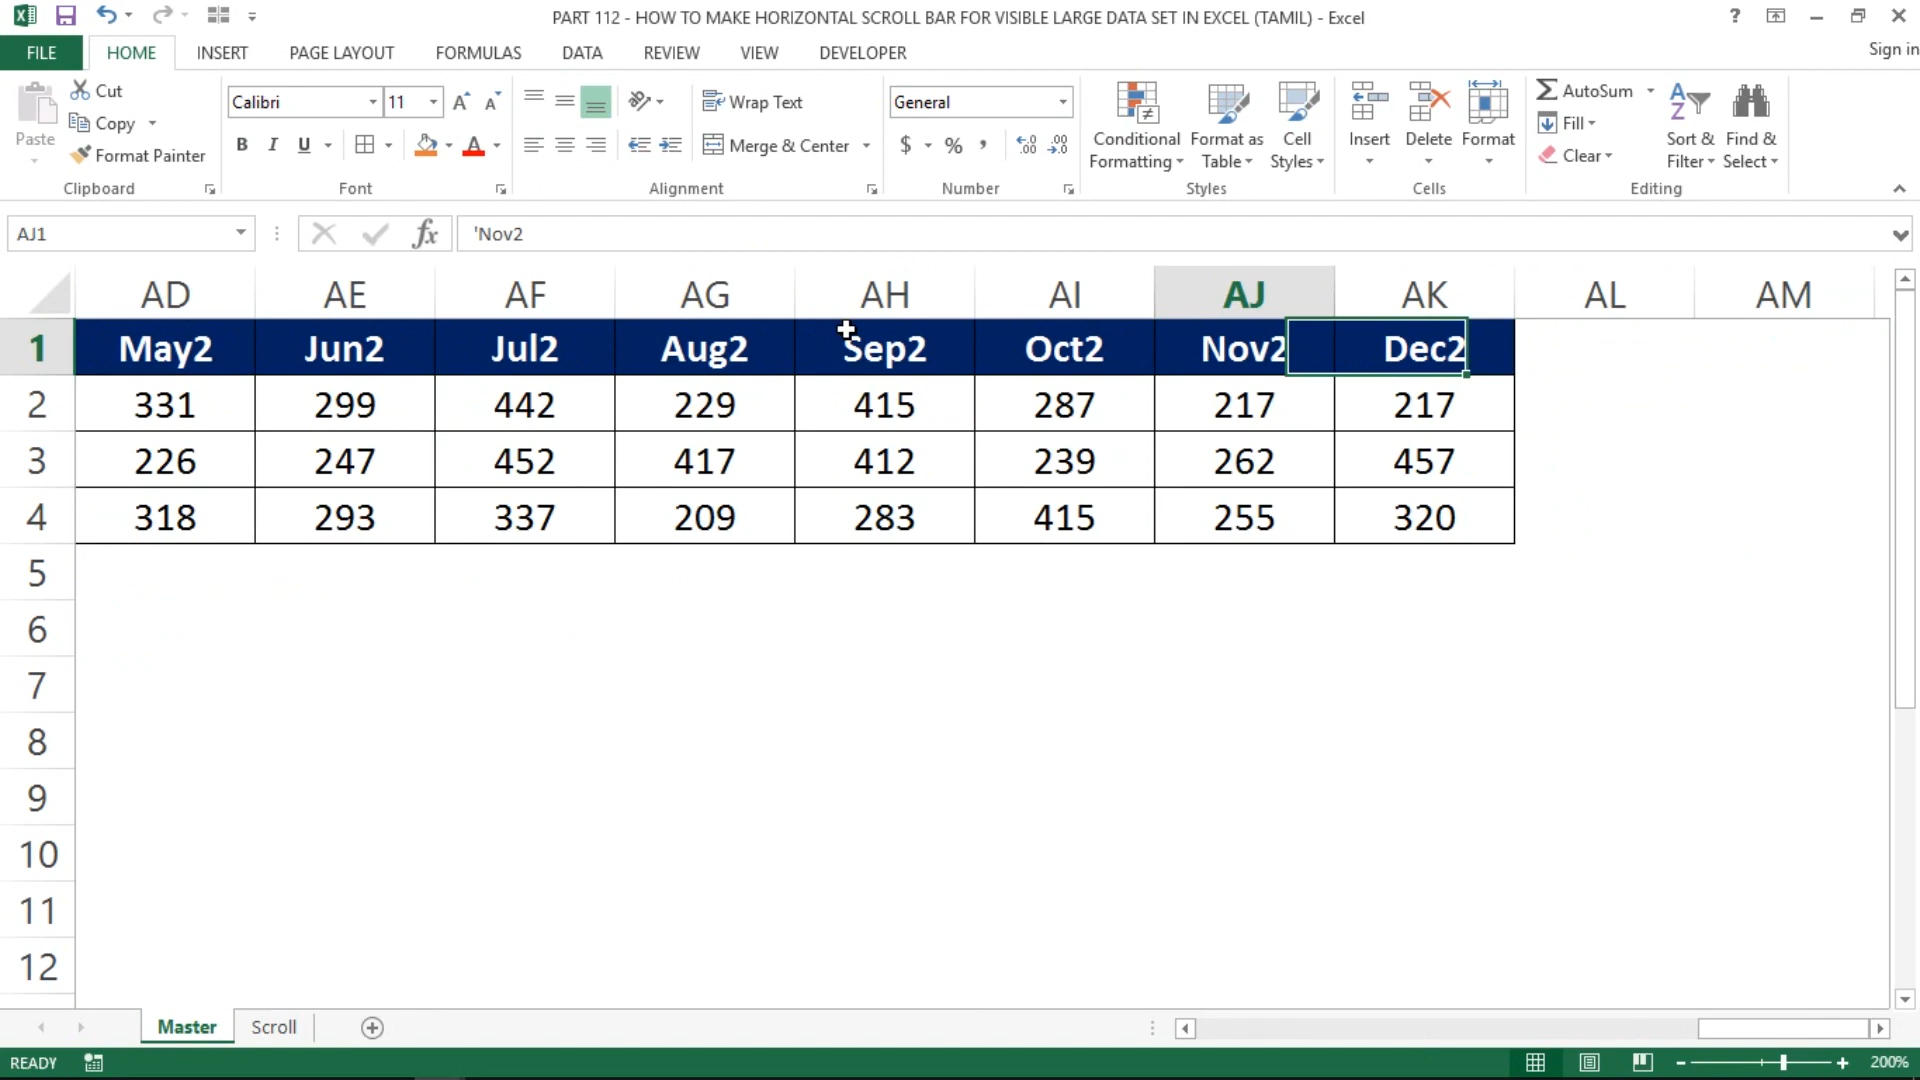 PART 112 - HOW TO MAKE HORIZONTAL SCROLL BAR FOR VISIBLE LARGE DATA SET IN EXCEL (TAMIL) - Excel
?
FILE HOME INSERT PAGE LAYOUT FORMULAS DATA REVIEW VIEW DEVELOPER Sign in
Paste
Cut
Copy
Format Painter
Clipboard
Calibri 11
B I U
Font
Wrap Text
Merge & Center
Alignment
General
$ % ,
Number
Conditional Formatting
Format as Table
Cell Styles
Styles
Insert Delete Format
Cells
AutoSum
Fill
Clear
Sort & Filter
Find & Select
Editing
AJ1 fx 'Nov2
AD AE AF AG AH AI AJ AK AL AM
1 May2 Jun2 Jul2 Aug2 Sep2 Oct2 Nov2 Dec2
2 331 299 442 229 415 287 217 217
3 226 247 452 417 412 239 262 457
4 318 293 337 209 283 415 255 320
5
6
7
8
9
10
11
12
Master Scroll
READY 200%